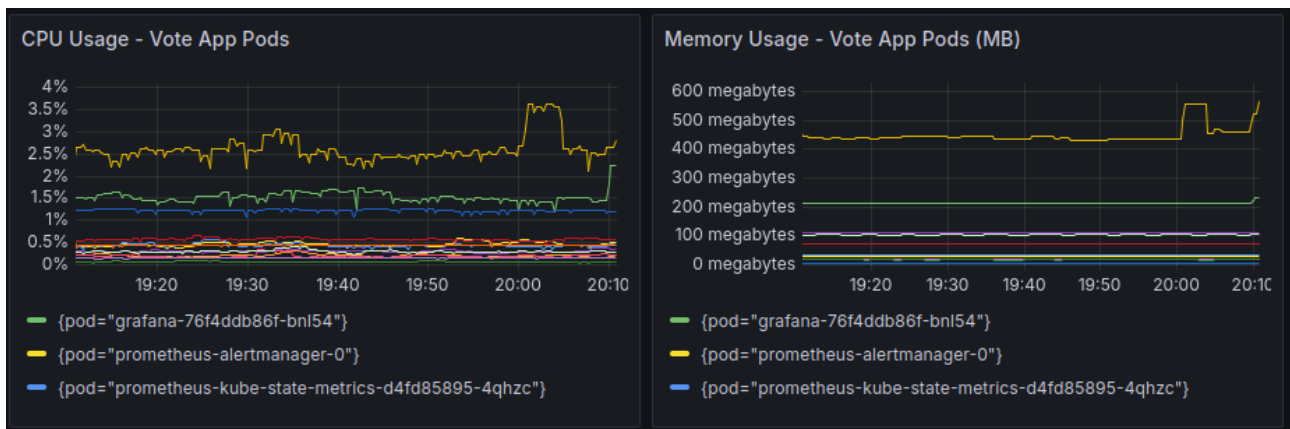 CPU Usage - Vote App Pods
4%
3.5%
3%
2.5%
2%
1.5%
1%
0.5%
0%
19:20 19:30 19:40 19:50 20:00 20:10
{pod="grafana-76f4ddb86f-bnl54"}
{pod="prometheus-alertmanager-0"}
{pod="prometheus-kube-state-metrics-d4fd85895-4qhzc"}
Memory Usage - Vote App Pods (MB)
600 megabytes
500 megabytes
400 megabytes
300 megabytes
200 megabytes
100 megabytes
0 megabytes
19:20 19:30 19:40 19:50 20:00 20:10
{pod="grafana-76f4ddb86f-bnl54"}
{pod="prometheus-alertmanager-0"}
{pod="prometheus-kube-state-metrics-d4fd85895-4qhzc"}